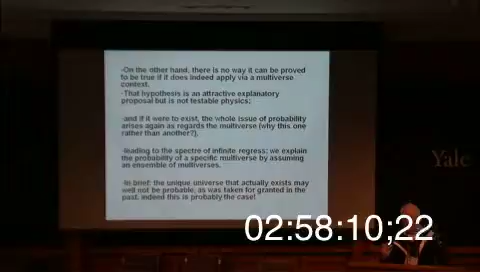 -On the other hand, there is no way it can be proved
to be true if it does indeed apply via a multiverse
context.
-That hypothesis is an attractive explanatory
proposal but is not testable physics;
-and if it were to exist, the whole issue of probability
arises again as regards the multiverse (why this one
rather than another?),
-leading to the spectre of infinite regress: we explain
the probability of a specific multiverse by assuming
an ensemble of multiverses.
-In brief: the unique universe that actually exists may
well not be probable, as was taken for granted in the
past, indeed this is probably the case!
Yale
02:58:10;22